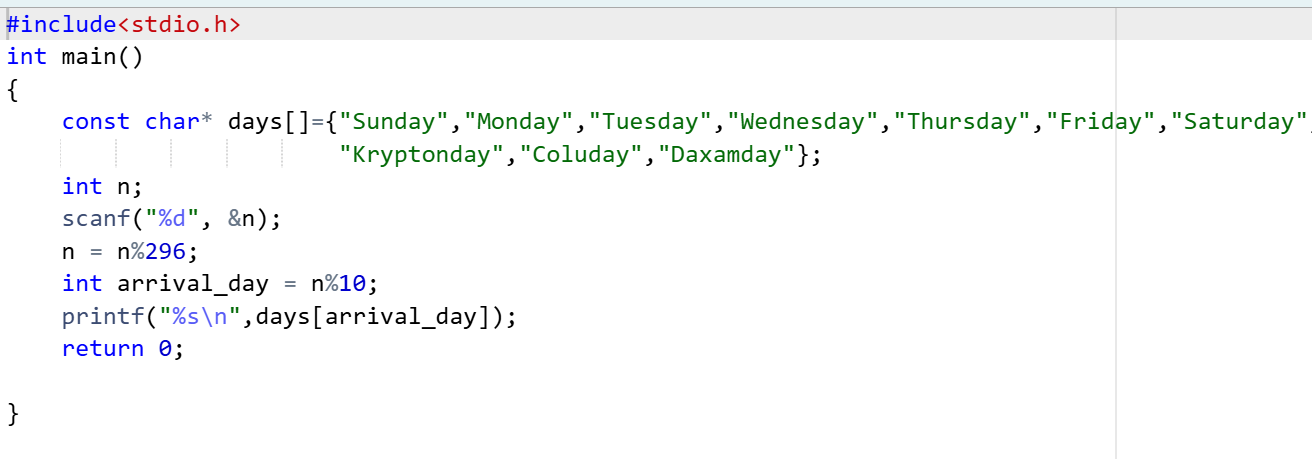 #include<stdio.h>
int main()
{
    const char* days[]={"Sunday","Monday","Tuesday","Wednesday","Thursday","Friday","Saturday",
                        "Kryptonday","Coluday","Daxamday"};
    int n;
    scanf("%d", &n);
    n = n%296;
    int arrival_day = n%10;
    printf("%s\n",days[arrival_day]);
    return 0;

}